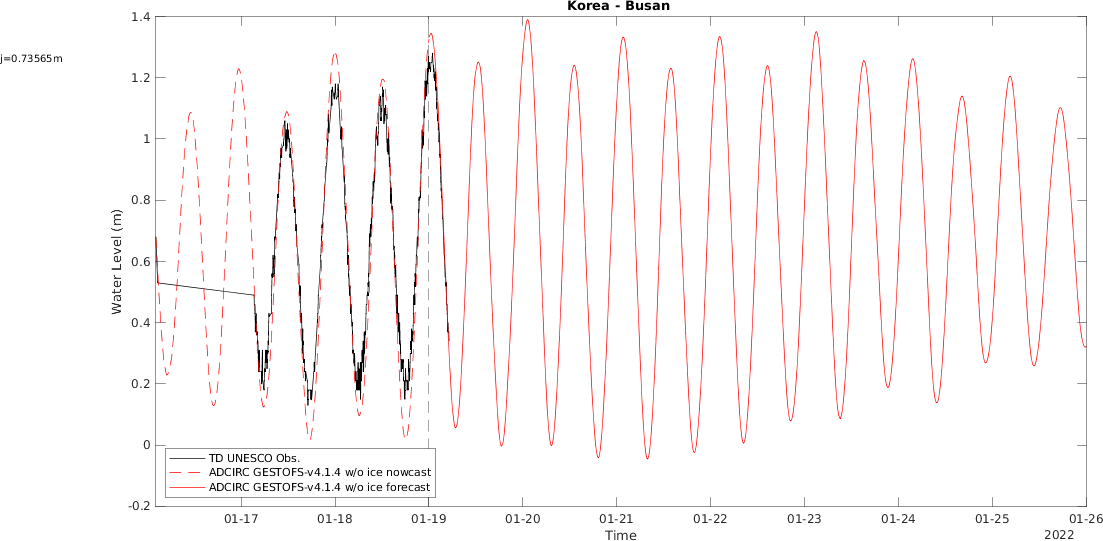 Korea - Busan
j=0.73565m
Water Level (m)
1.4
1.2
1
0.8
0.6
0.4
0.2
0
-0.2
TD UNESCO Obs.
ADCIRC GESTOFS-v4.1.4 w/o ice nowcast
ADCIRC GESTOFS-v4.1.4 w/o ice forecast
01-17 01-18 01-19 01-20 01-21 01-22 01-23 01-24 01-25 01-26
Time
2022